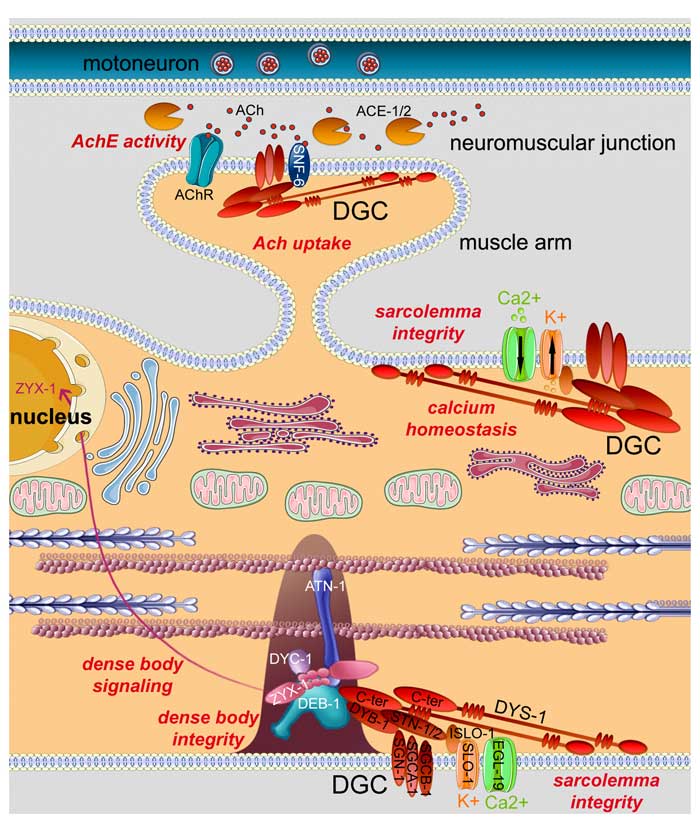 motoneuron
ACh
ACE-1/2
AchE activity
neuromuscular junction
SNF-6
AChR
DGC
Ach uptake
muscle arm
Ca2+
sarcolemma
integrity
K+
ZYX-1
nucleus
calcium
homeostasis
DGC
ATN-1
DYC-1
dense body
signaling
ZYX-1
DEB-1
C-ter
C-ter
DYS-1
dense body
integrity
DYB-1
STN-1/2
ISLO-1
SGN-1
SGCA-1
SGCB-1
SLO-1
EGL-19
DGC
K+
Ca2+
sarcolemma
integrity